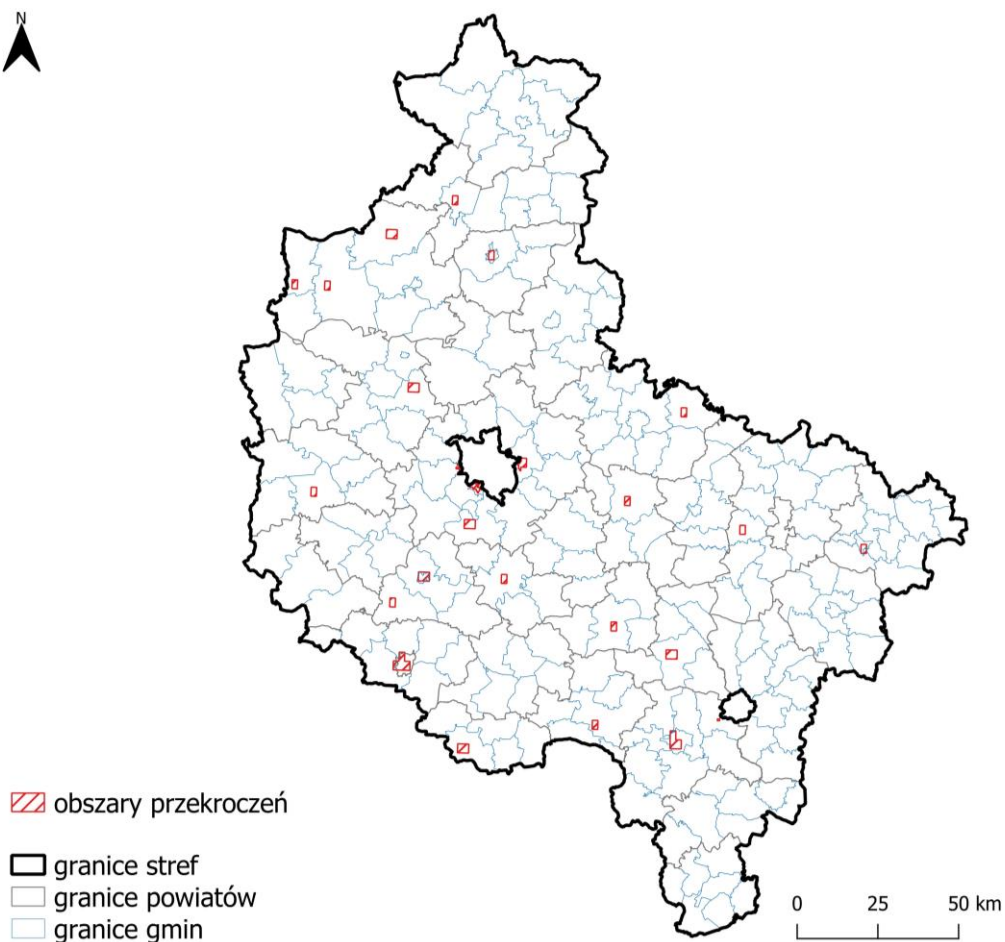 N
obszary przekroczeń
granice stref
granice powiatów
granice gmin
0 25 50 km